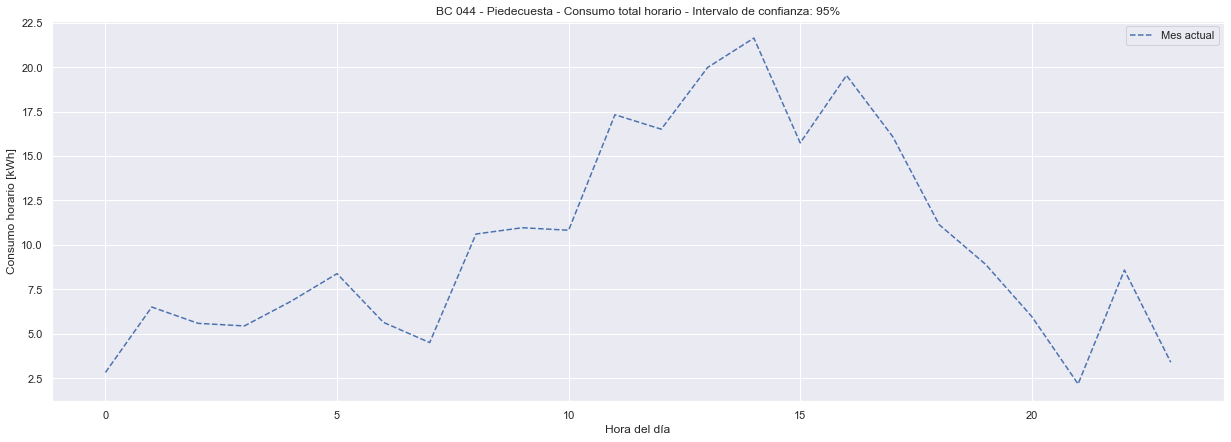 BC 044 - Piedecuesta - Consumo total horario - Intervalo de confianza: 95%
Mes actual
Consumo horario [kWh]
22.5
20.0
17.5
15.0
12.5
10.0
7.5
5.0
2.5
0 5 10 15 20
Hora del día